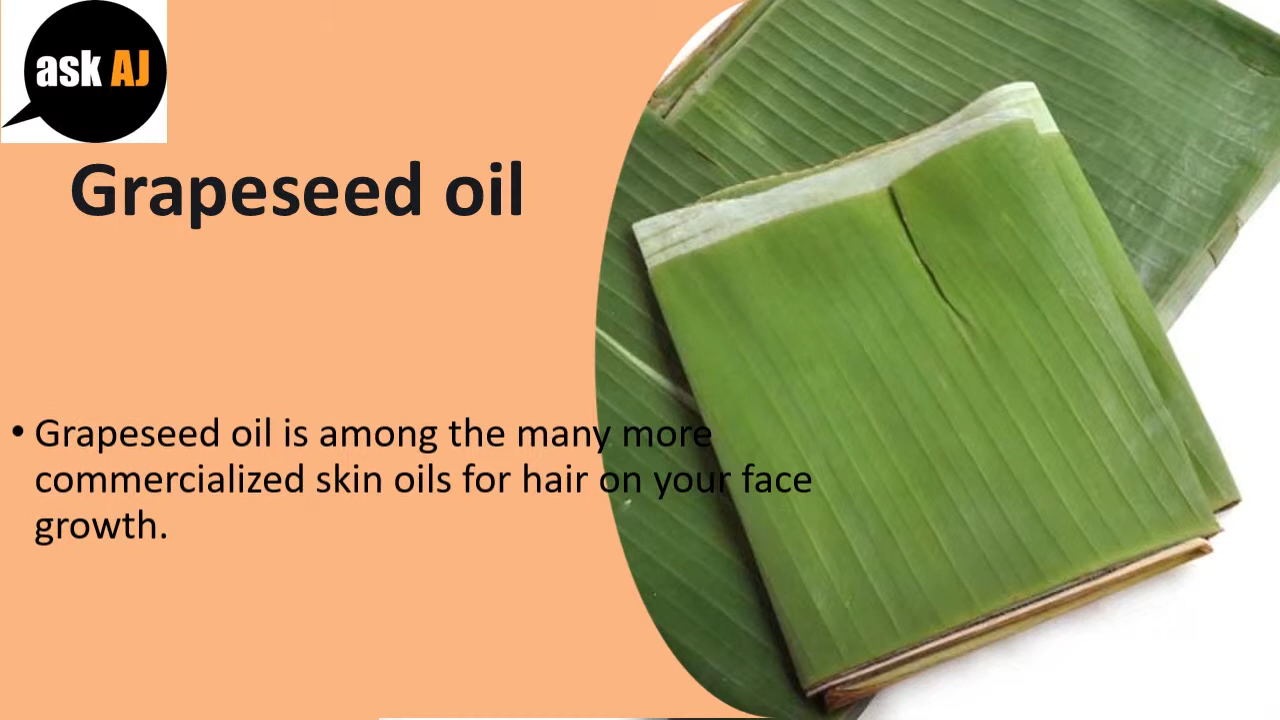 ask AJ
Grapeseed oil
• Grapeseed oil is among the many more
commercialized skin oils for hair on your face
growth.